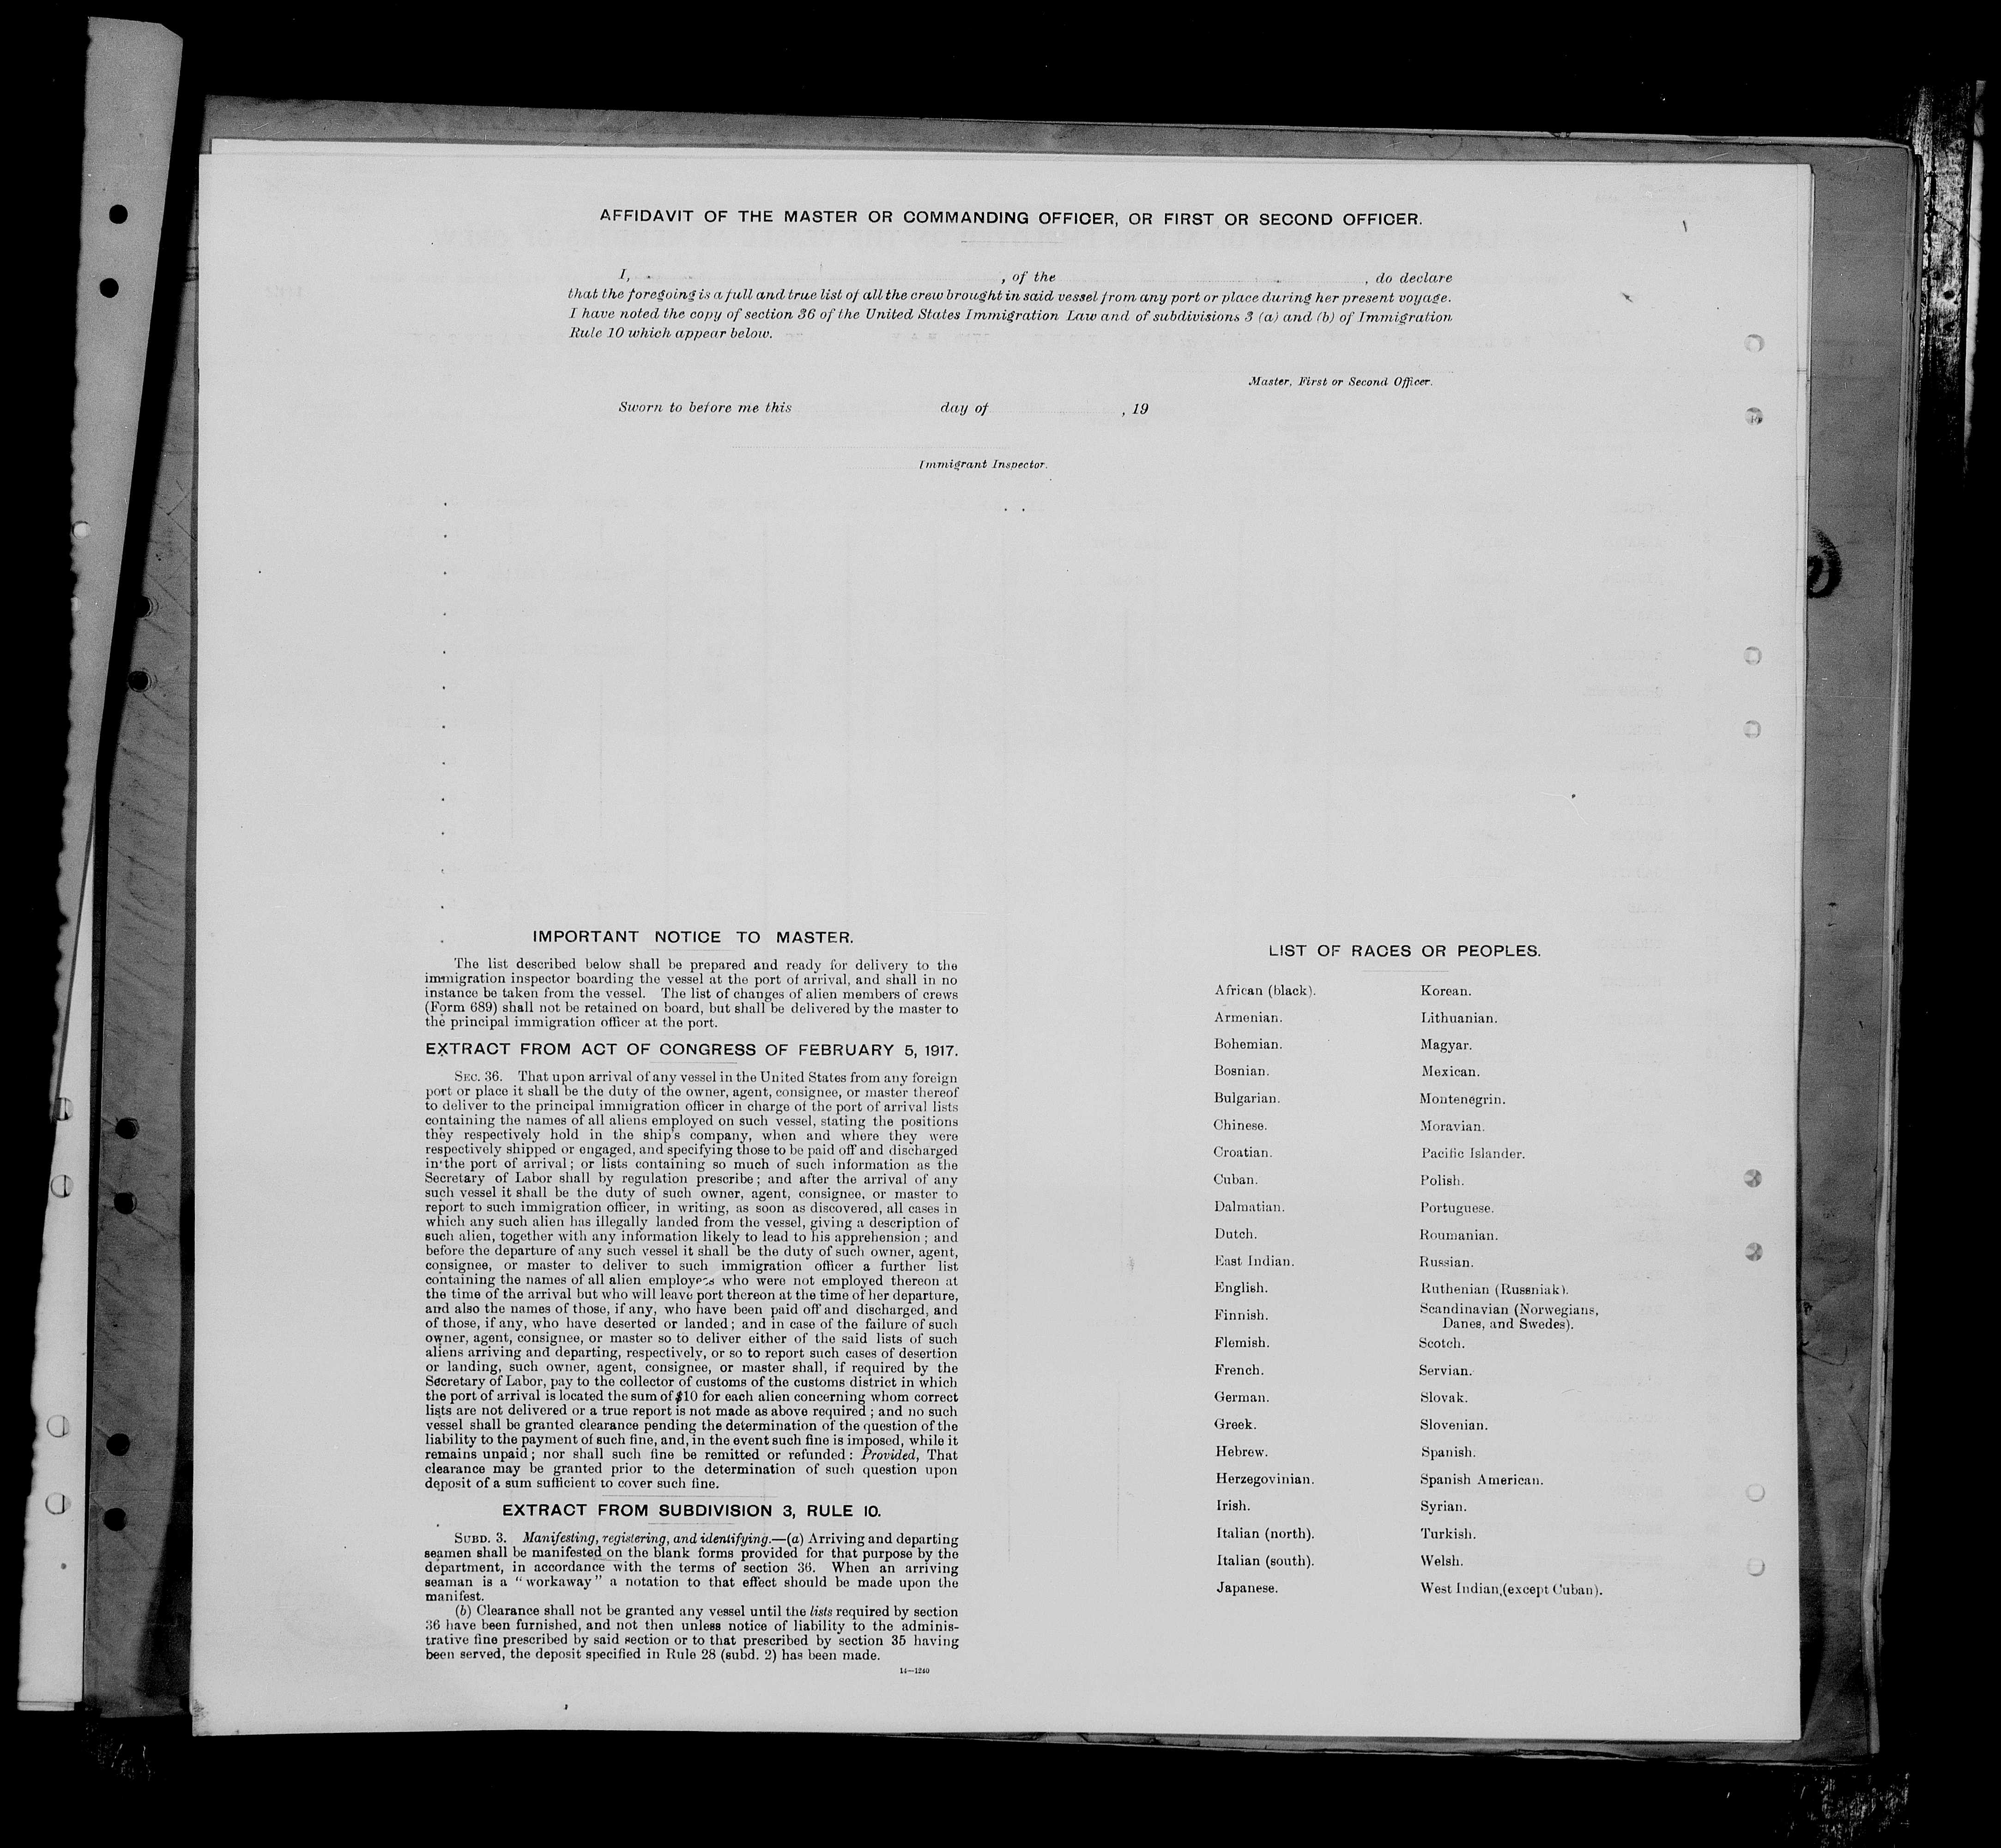 AFFIDAVIT OF THE MASTER OR COMMANDING OFFICER, OR FIRST OR SECOND OFFICER.
I, , of the , do declare
that the foregoing is a full and true list of all the crew brought in said vessel from any port or place during her present voyage.
I have noted the copy of section 36 of the United States Immigration Law and of subdivisions 3 (a) and (b) of Immigration
Rule 10 which appear below.
Master, First or Second Officer.
Sworn to before me this day of , 19
Immigrant Inspector.
IMPORTANT NOTICE TO MASTER.
The list described below shall be prepared and ready for delivery to the
immigration inspector boarding the vessel at the port of arrival, and shall in no
instance be taken from the vessel. The list of changes of alien members of crews
(Form 689) shall not be retained on board, but shall be delivered by the master to
the principal immigration officer at the port.
EXTRACT FROM ACT OF CONGRESS OF FEBRUARY 5, 1917.
SEC. 36. That upon arrival of any vessel in the United States from any foreign
port or place it shall be the duty of the owner, agent, consignee, or master thereof
to deliver to the principal immigration officer in charge of the port of arrival lists
containing the names of all aliens employed on such vessel, stating the positions
they respectively hold in the ship's company, when and where they were
respectively shipped or engaged, and specifying those to be paid off and discharged
in the port of arrival; or lists containing so much of such information as the
Secretary of Labor shall by regulation prescribe; and after the arrival of any
such vessel it shall be the duty of such owner, agent, consignee, or master to
report to such immigration officer, in writing, as soon as discovered, all cases in
which any such alien has illegally landed from the vessel, giving a description of
such alien, together with any information likely to lead to his apprehension; and
before the departure of any such vessel it shall be the duty of such owner, agent,
consignee, or master to deliver to such immigration officer a further list
containing the names of all alien employees who were not employed thereon at
the time of the arrival but who will leave port thereon at the time of her departure,
and also the names of those, if any, who have been paid off and discharged, and
of those, if any, who have deserted or landed; and in case of the failure of such
owner, agent, consignee, or master so to deliver either of the said lists of such
aliens arriving and departing, respectively, or so to report such cases of desertion
or landing, such owner, agent, consignee, or master shall, if required by the
Secretary of Labor, pay to the collector of customs of the customs district in which
the port of arrival is located the sum of $10 for each alien concerning whom correct
lists are not delivered or a true report is not made as above required; and no such
vessel shall be granted clearance pending the determination of the question of the
liability to the payment of such fine, and, in the event such fine is imposed, while it
remains unpaid; nor shall such fine be remitted or refunded: Provided, That
clearance may be granted prior to the determination of such question upon
deposit of a sum sufficient to cover such fine.
EXTRACT FROM SUBDIVISION 3, RULE 10.
SUBD. 3. Manifesting, registering, and identifying.—(a) Arriving and departing
seamen shall be manifested on the blank forms provided for that purpose by the
department, in accordance with the terms of section 36. When an arriving
seaman is a "workaway" a notation to that effect should be made upon the
manifest.
(b) Clearance shall not be granted any vessel until the lists required by section
36 have been furnished, and not then unless notice of liability to the adminis-
trative fine prescribed by said section or to that prescribed by section 35 having
been served, the deposit specified in Rule 28 (subd. 2) has been made.
14—1240
LIST OF RACES OR PEOPLES.
African (black).
Armenian.
Bohemian.
Bosnian.
Bulgarian.
Chinese.
Croatian.
Cuban.
Dalmatian.
Dutch.
East Indian.
English.
Finnish.
Flemish.
French.
German.
Greek.
Hebrew.
Herzegovinian.
Irish.
Italian (north).
Italian (south).
Japanese.
Korean.
Lithuanian.
Magyar.
Mexican.
Montenegrin.
Moravian.
Pacific Islander.
Polish.
Portuguese.
Roumanian.
Russian.
Ruthenian (Russniak).
Scandinavian (Norwegians,
Danes, and Swedes).
Scotch.
Servian.
Slovak.
Slovenian.
Spanish.
Spanish American.
Syrian.
Turkish.
Welsh.
West Indian (except Cuban).